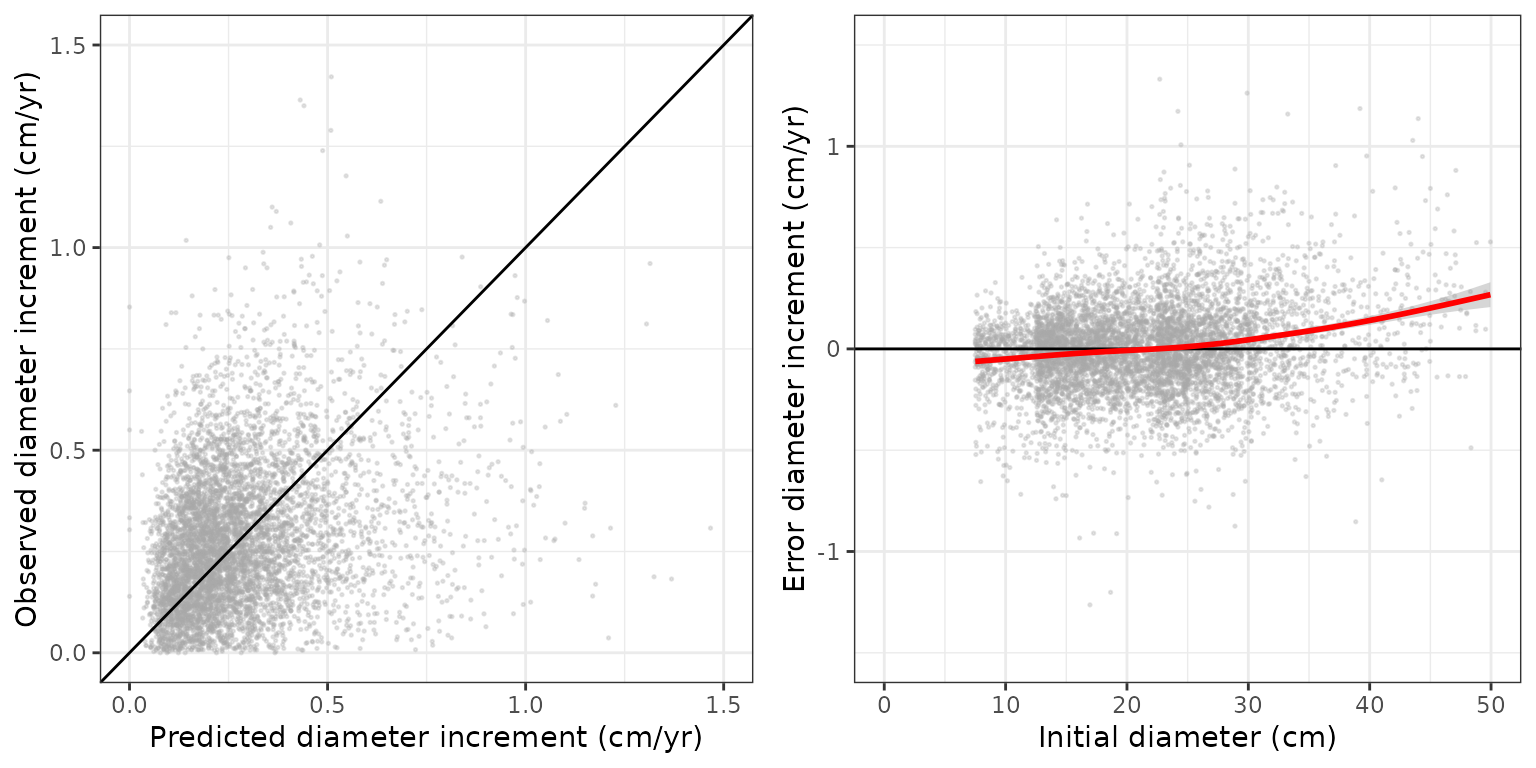 Observed diameter increment (cm/yr)
1.5
1.0
0.5
0.0
0.0 0.5 1.0 1.5
Predicted diameter increment (cm/yr)
Error diameter increment (cm/yr)
1
0
-1
0 10 20 30 40 50
Initial diameter (cm)